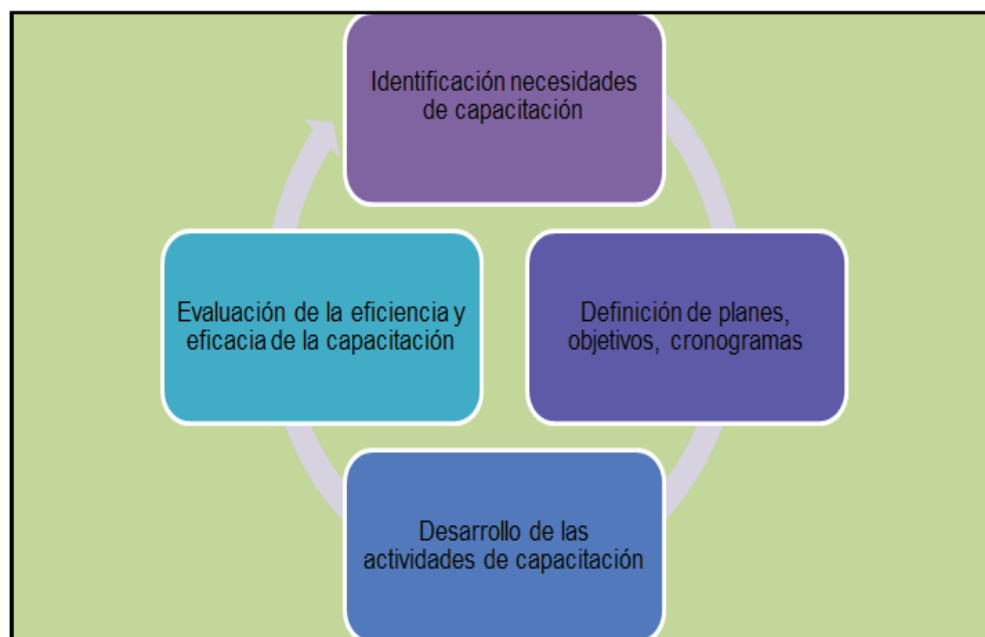 Identificación necesidades
de capacitación
Definición de planes,
objetivos, cronogramas
Desarrollo de las
actividades de capacitación
Evaluación de la eficiencia y
eficacia de la capacitación